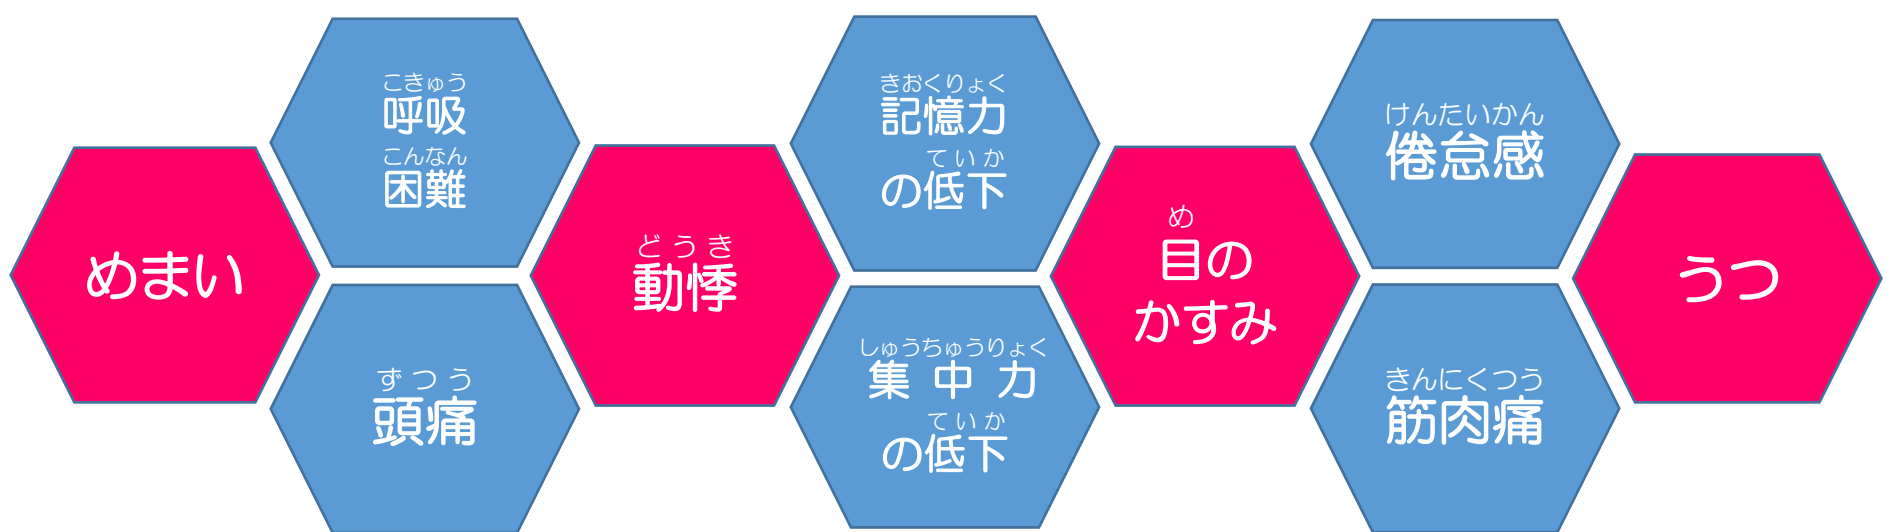 めまい
こきゅう
呼吸
こんなん
困難
ずつう
頭痛
どうき
動悸
きおくりょく
記憶力
ていか
の低下
しゅうちゅうりょく
集中力
ていか
の低下
め
目の
かすみ
けんたいかん
倦怠感
きんにくつう
筋肉痛
うつ